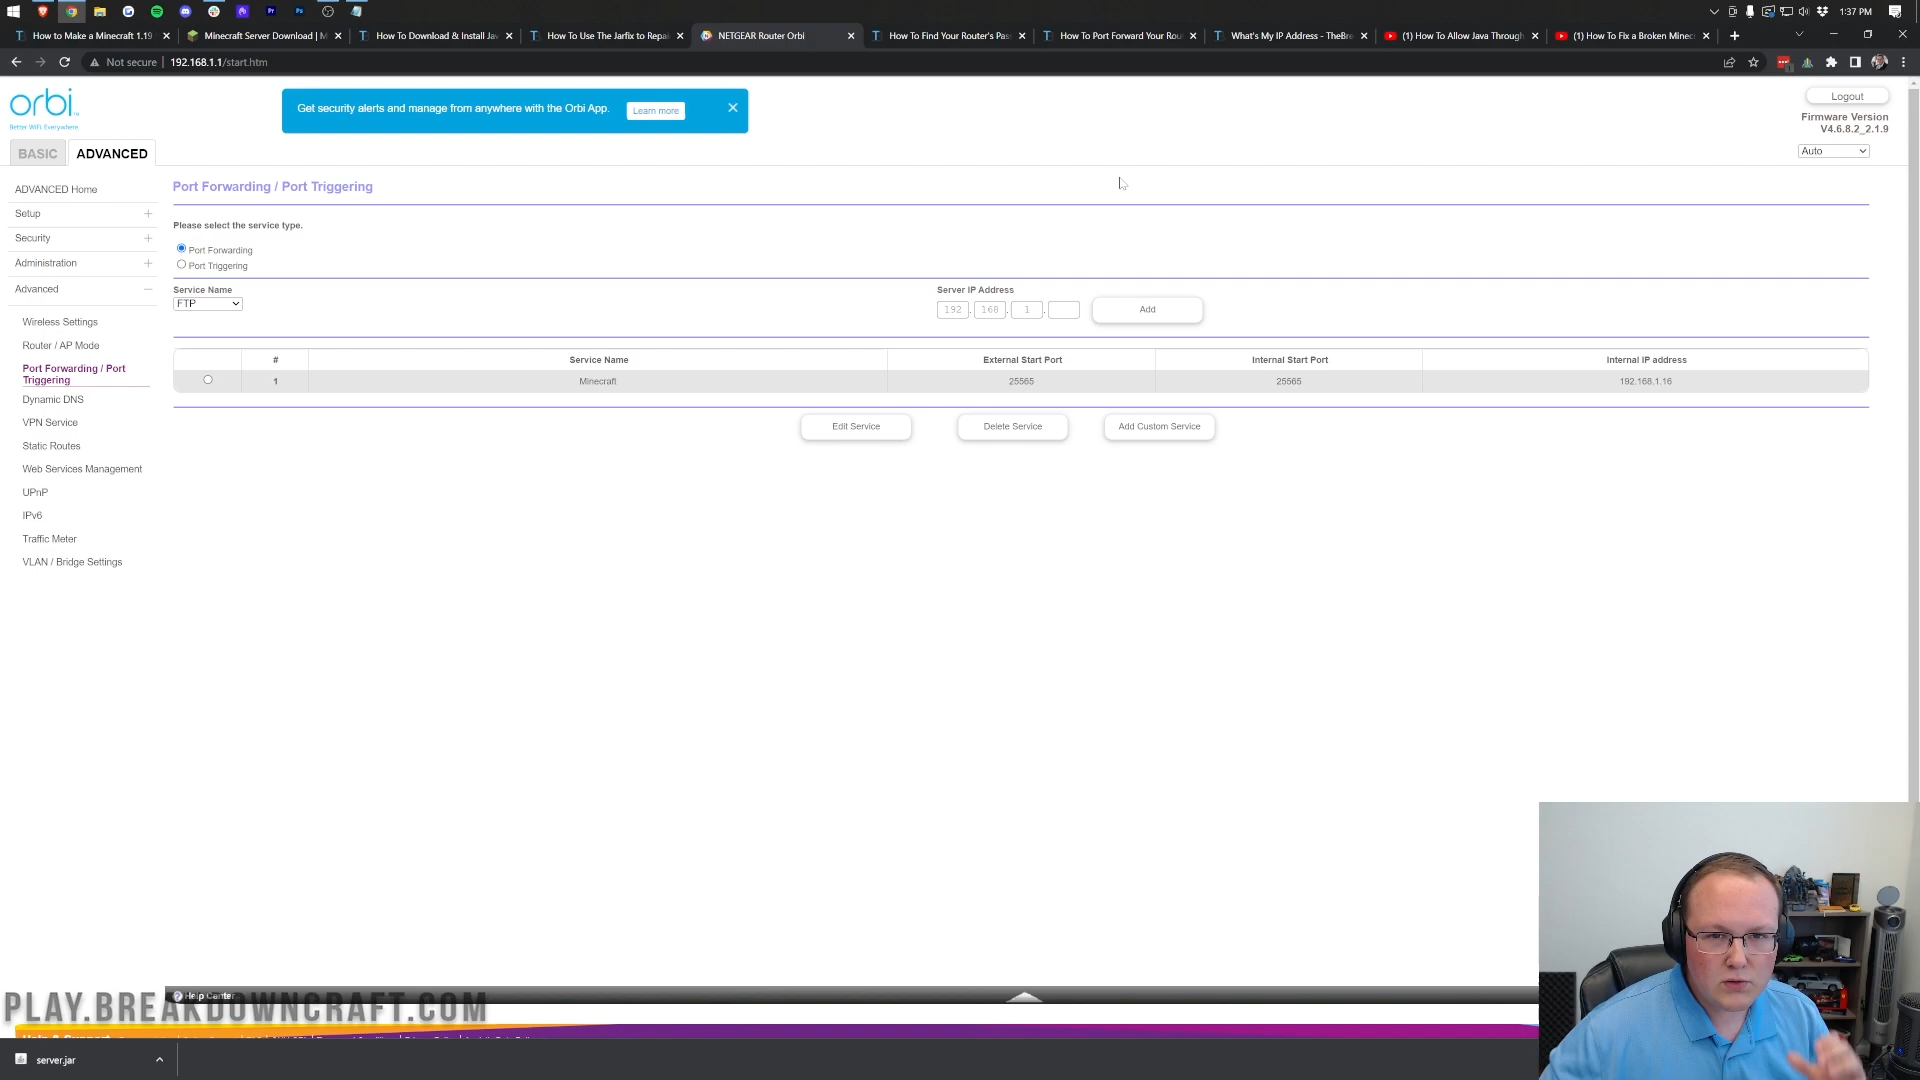 1:37 PM
How to Make a Minecraft 1.19
Minecraft Server Download | M
How To Download & Install Jav
How To Use The Jarfix to Repai
NETGEAR Router Orbi
How To Find Your Router's Pas
How To Port Forward Your Rou
What's My IP Address - TheBre
(1) How To Allow Java Through
(1) How To Fix a Broken Minec
Not secure | 192.168.1.1/start.htm
orbi
Better WiFi. Everywhere.
Get security alerts and manage from anywhere with the Orbi App.
Learn more
Logout
Firmware Version
V4.6.8.2_2.1.9
Auto
BASIC
ADVANCED
ADVANCED Home
Setup
Security
Administration
Advanced
Wireless Settings
Router / AP Mode
Port Forwarding / Port
Triggering
Dynamic DNS
VPN Service
Static Routes
Web Services Management
UPnP
IPv6
Traffic Meter
VLAN / Bridge Settings
Port Forwarding / Port Triggering
Please select the service type.
Port Forwarding
Port Triggering
Service Name
FTP
Server IP Address
192 . 168 . 1 .
Add
# Service Name External Start Port Internal Start Port Internal IP address
1 Minecraft 25565 25565 192.168.1.16
Edit Service
Delete Service
Add Custom Service
Help Center
PLAY.BREAKDOWNCRAFT.COM
server.jar